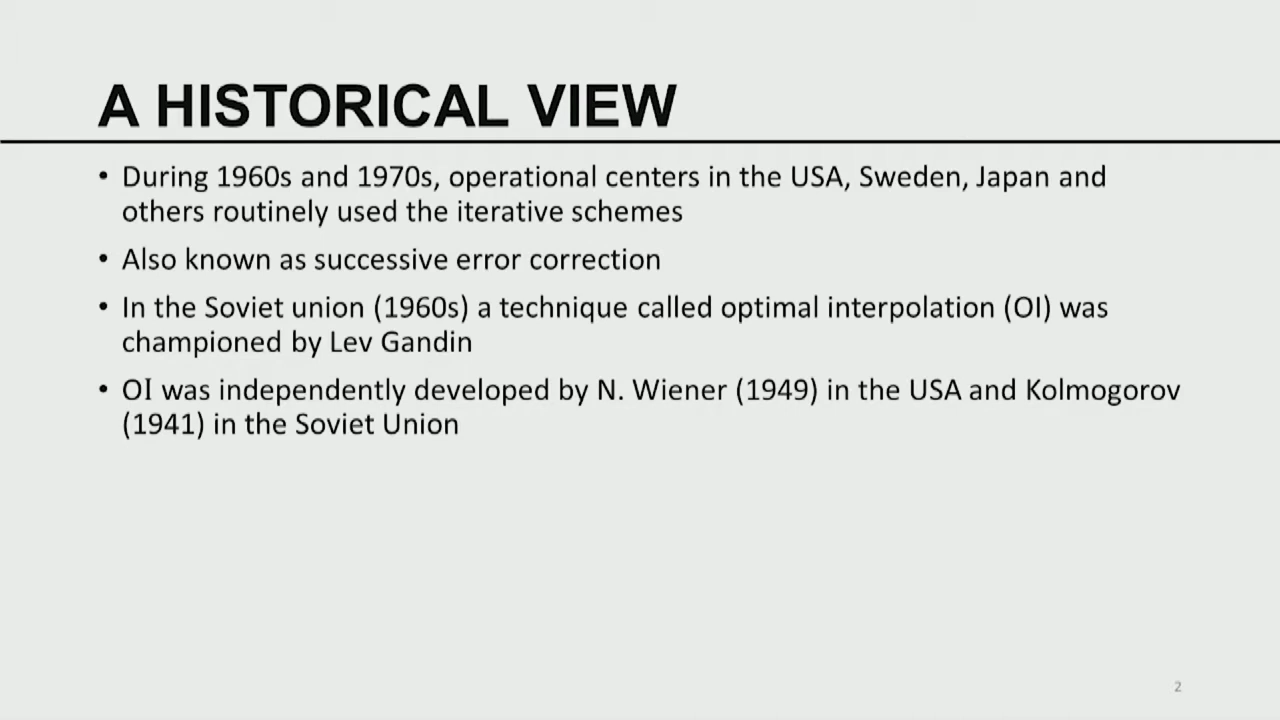 A HISTORICAL VIEW
• During 1960s and 1970s, operational centers in the USA, Sweden, Japan and
others routinely used the iterative schemes
• Also known as successive error correction
• In the Soviet union (1960s) a technique called optimal interpolation (OI) was
championed by Lev Gandin
• OI was independently developed by N. Wiener (1949) in the USA and Kolmogorov
(1941) in the Soviet Union
2